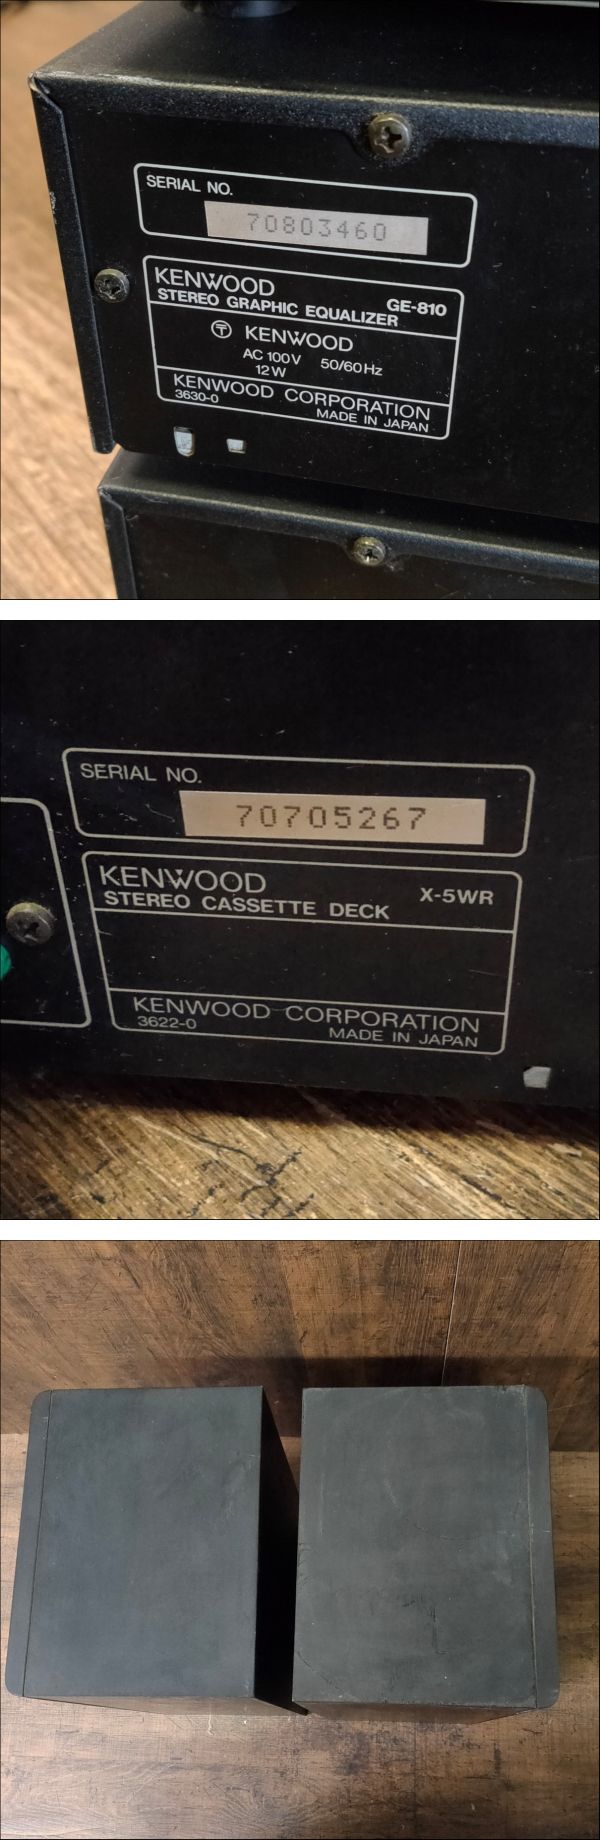 SERIAL NO.
70803460
KENWOOD
STEREO GRAPHIC EQUALIZER GE-810
〒 KENWOOD
AC 100V 50/60Hz
12W
KENWOOD CORPORATION
3630-0 MADE IN JAPAN
SERIAL NO.
70705267
KENWOOD
STEREO CASSETTE DECK X-5WR
KENWOOD CORPORATION
3622-0 MADE IN JAPAN